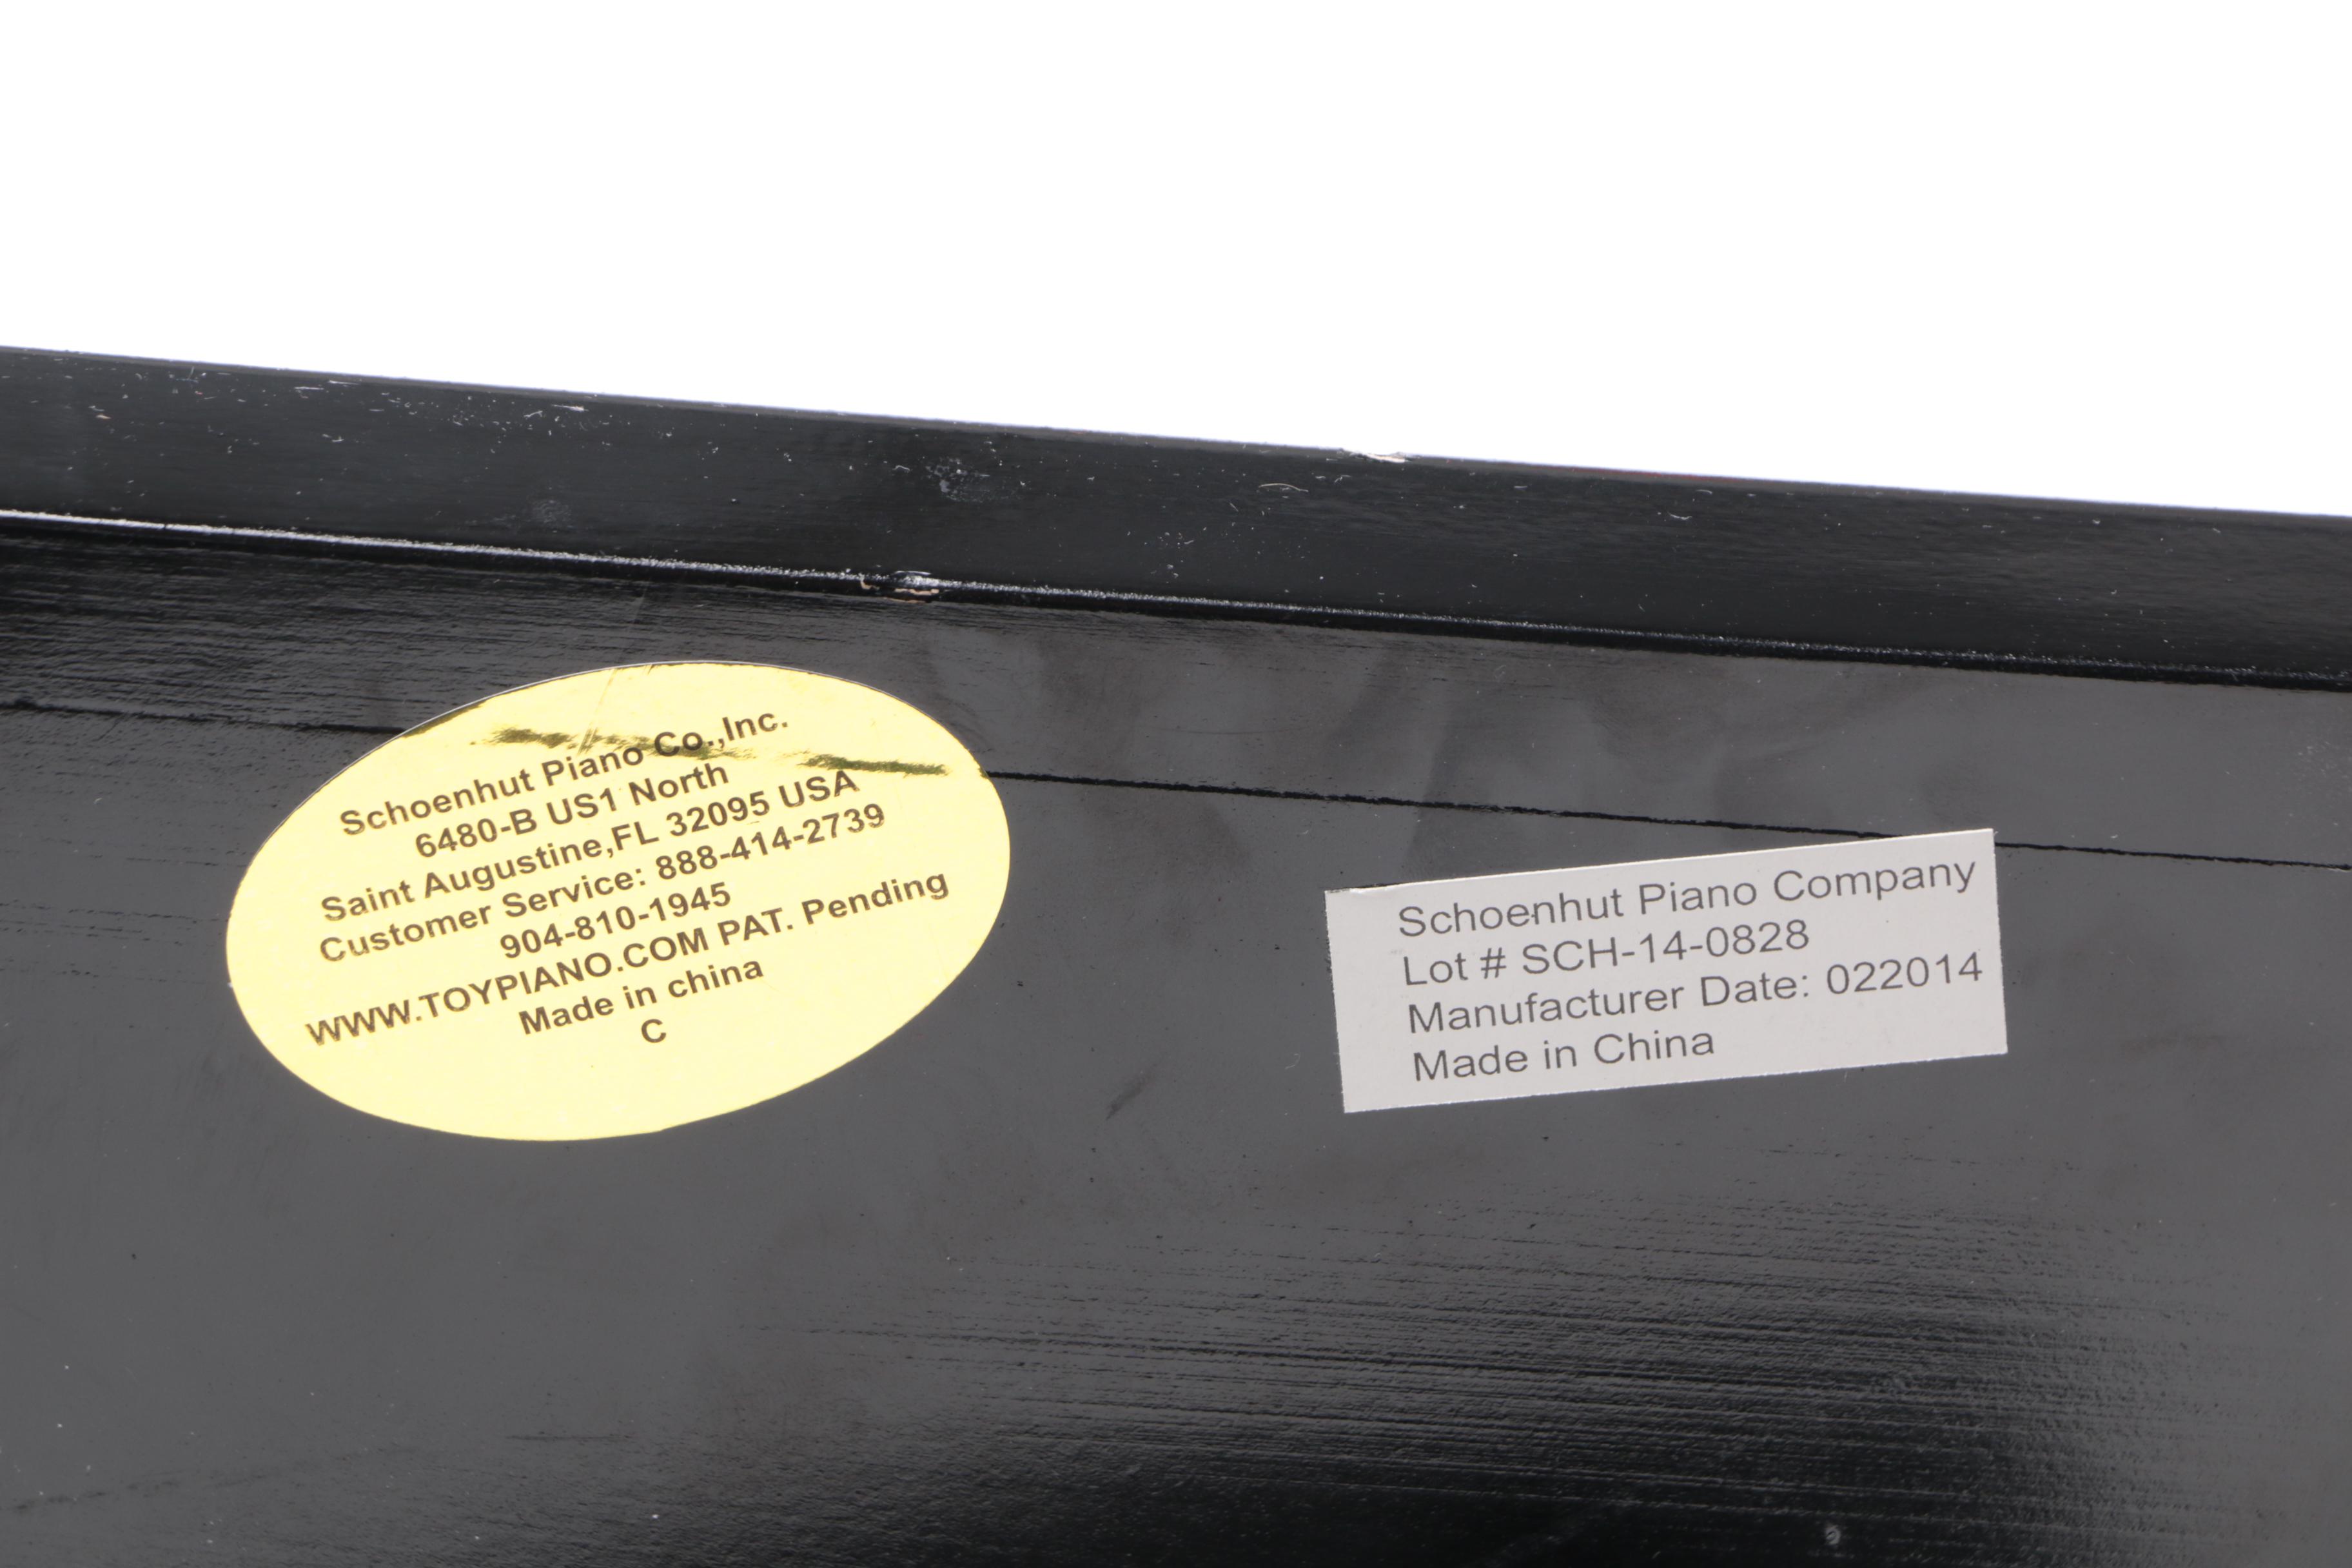 Schoenhut Piano Co.,Inc.
6480-B US1 North
Saint Augustine,FL 32095 USA
Customer Service: 888-414-2739
904-810-1945
WWW.TOYPIANO.COM PAT. Pending
Made in china
C
Schoenhut Piano Company
Lot # SCH-14-0828
Manufacturer Date: 022014
Made in China